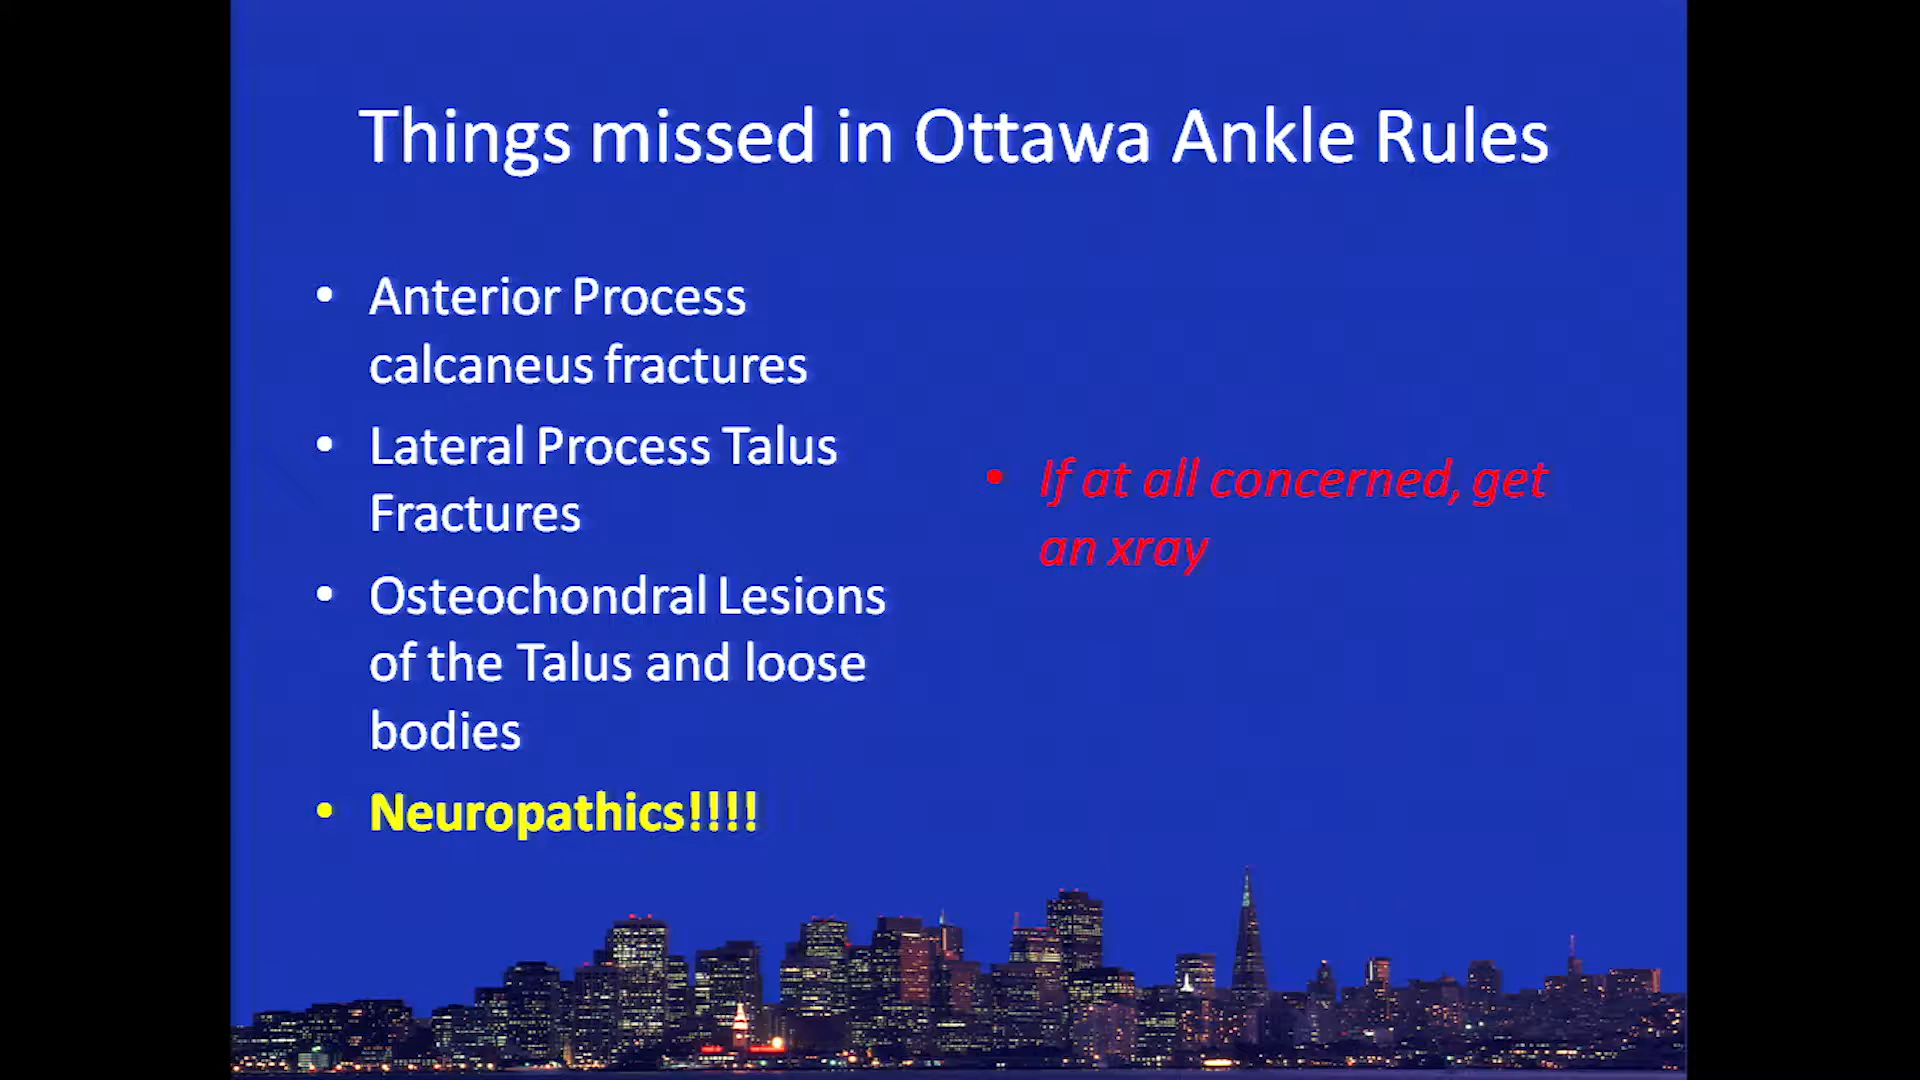 Things missed in Ottawa Ankle Rules
• Anterior Process
calcaneus fractures
• Lateral Process Talus
Fractures
• Osteochondral Lesions
of the Talus and loose
bodies
• Neuropathics!!!!
• If at all concerned, get
an xray